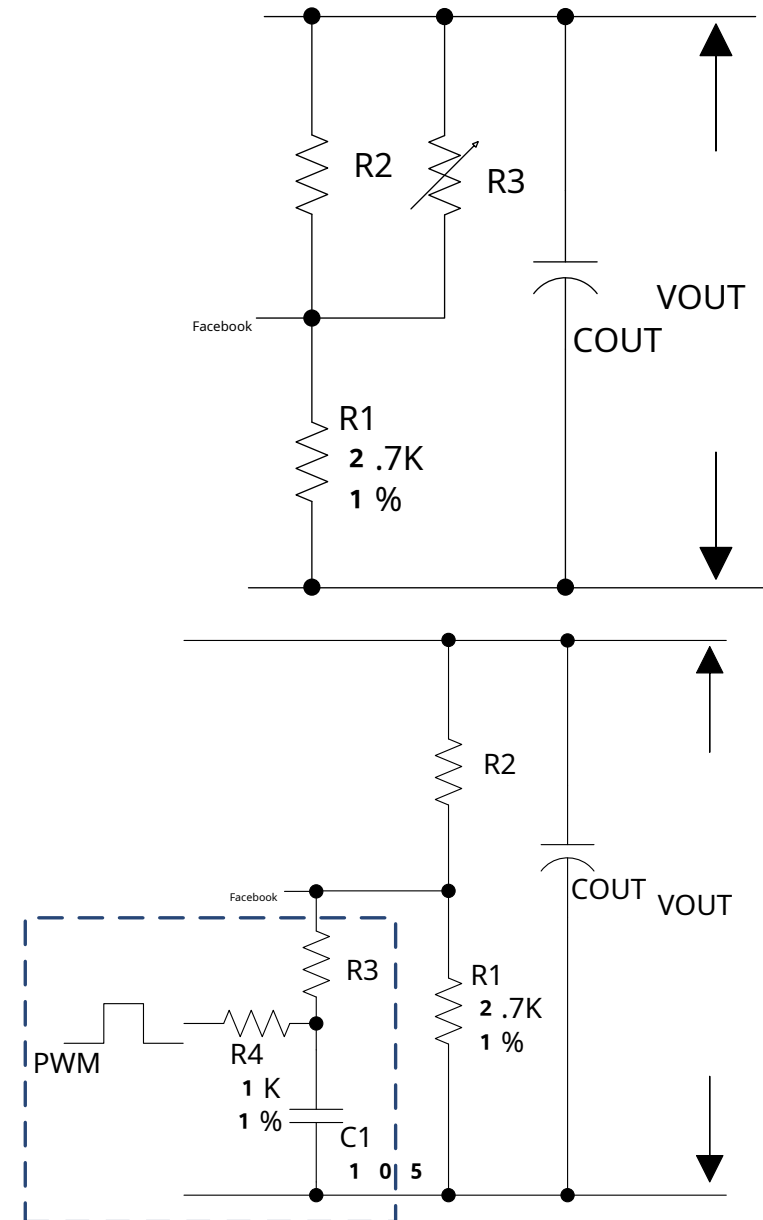 R2
R3
Facebook
VOUT
COUT
R1
2 .7K
1 %
R2
Facebook
COUT
VOUT
R3
R1
2 .7K
1 %
PWM
R4
1 K
1 %
C1
1 0 5